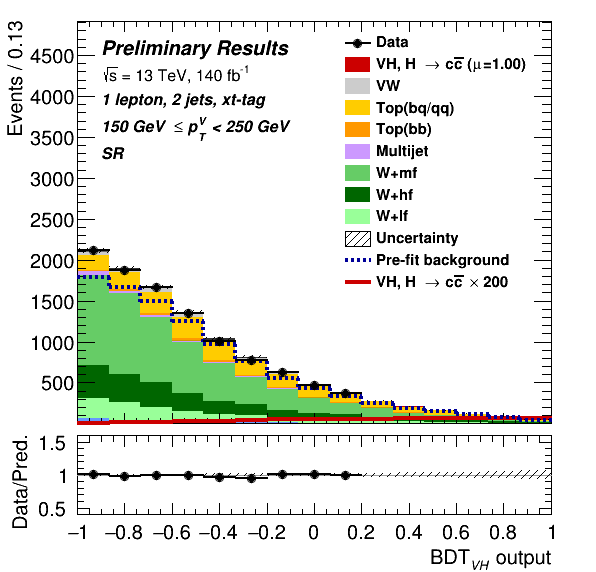 Events / 0.13
4500
4000
3500
3000
2500
2000
1500
1000
500
Preliminary Results
√s = 13 TeV, 140 fb⁻¹
1 lepton, 2 jets, xt-tag
150 GeV ≤ p_T^V < 250 GeV
SR
Data
VH, H → cc̅ (μ=1.00)
VW
Top(bq/qq)
Top(bb)
Multijet
W+mf
W+hf
W+lf
Uncertainty
Pre-fit background
VH, H → cc̅ × 200
Data/Pred.
1.5
1
0.5
−1 −0.8 −0.6 −0.4 −0.2 0 0.2 0.4 0.6 0.8 1
BDT_VH output